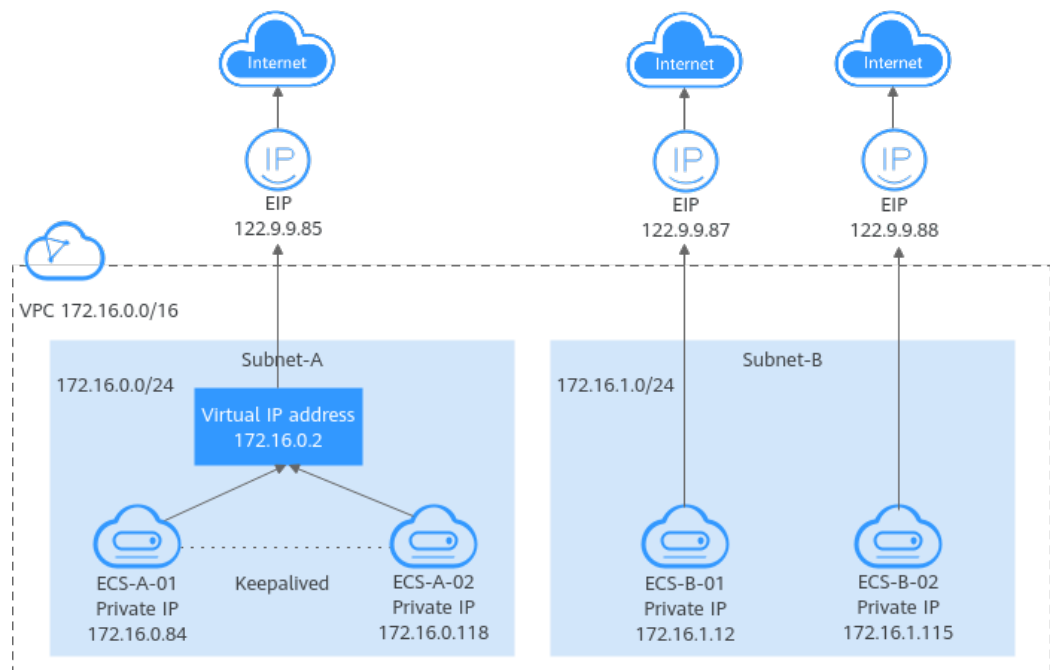 Internet
Internet
Internet
IP
IP
IP
EIP
122.9.9.85
EIP
122.9.9.87
EIP
122.9.9.88
VPC 172.16.0.0/16
Subnet-A
172.16.0.0/24
Virtual IP address
172.16.0.2
ECS-A-01
Private IP
172.16.0.84
Keepalived
ECS-A-02
Private IP
172.16.0.118
Subnet-B
172.16.1.0/24
ECS-B-01
Private IP
172.16.1.12
ECS-B-02
Private IP
172.16.1.115